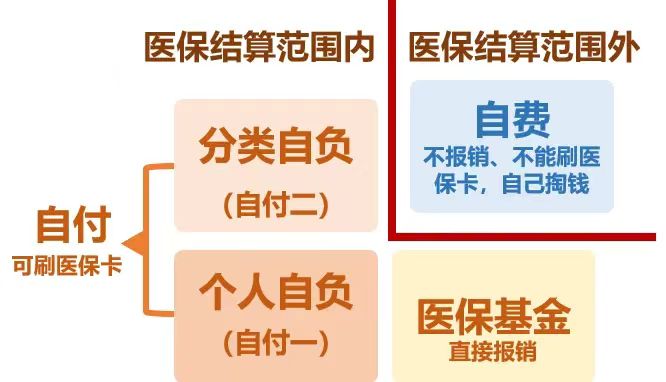 医保结算范围内
医保结算范围外
分类自负
（自付二）
自费
不报销、不能刷医
保卡，自己掏钱
自付
可刷医保卡
个人自负
（自付一）
医保基金
直接报销